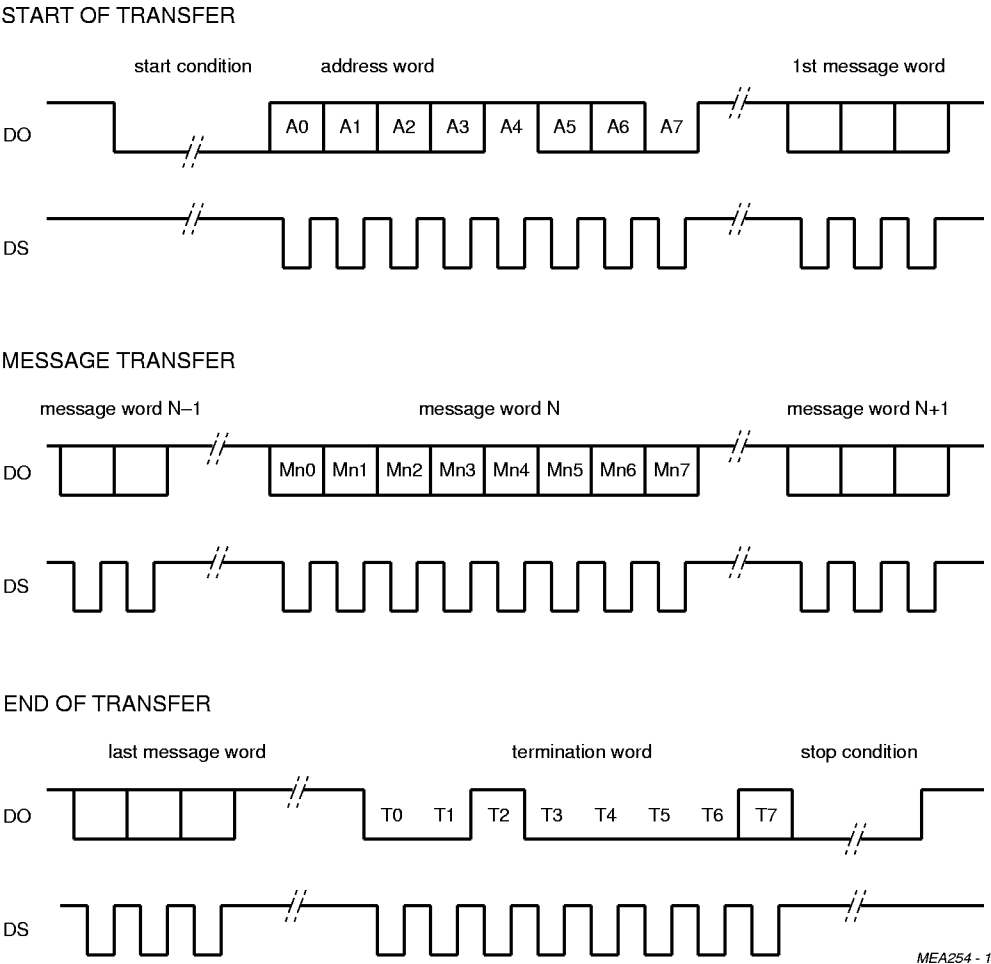 START OF TRANSFER
start condition address word 1st message word
DO A0 A1 A2 A3 A4 A5 A6 A7
DS
MESSAGE TRANSFER
message word N–1 message word N message word N+1
DO Mn0 Mn1 Mn2 Mn3 Mn4 Mn5 Mn6 Mn7
DS
END OF TRANSFER
last message word termination word stop condition
DO T0 T1 T2 T3 T4 T5 T6 T7
DS
MEA254 - 1